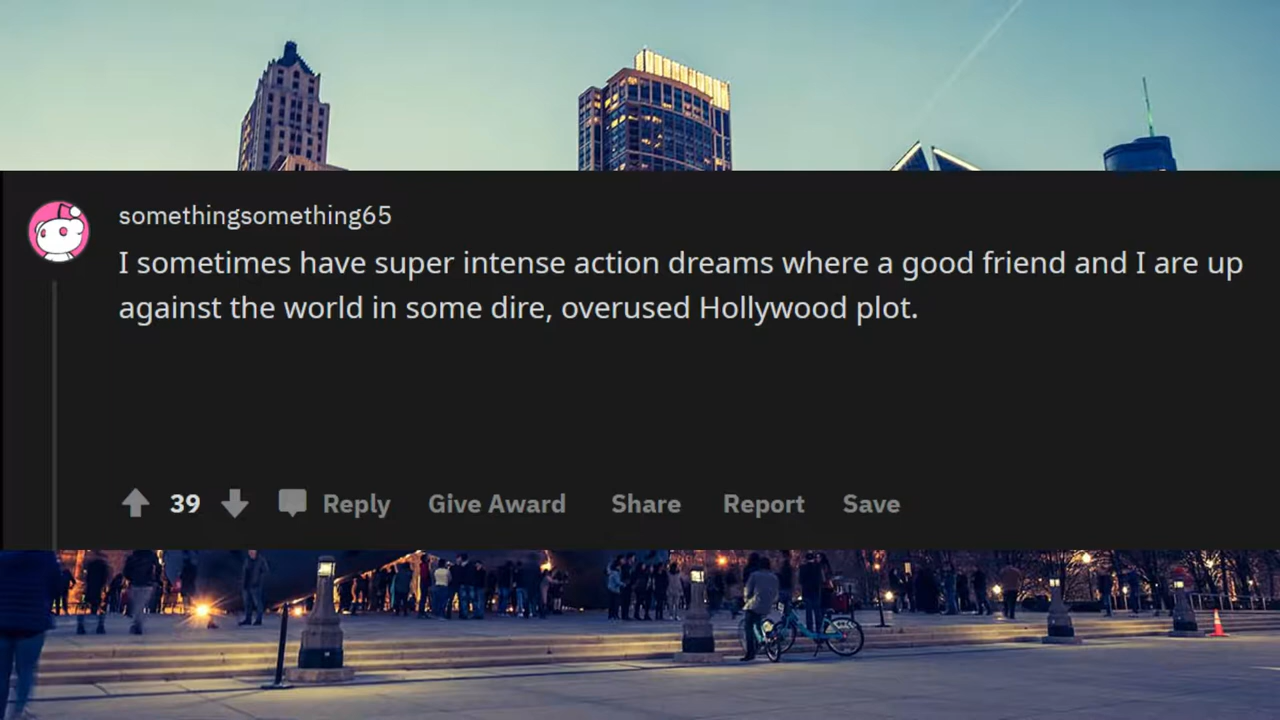 somethingsomething65
I sometimes have super intense action dreams where a good friend and I are up
against the world in some dire, overused Hollywood plot.
39 Reply Give Award Share Report Save